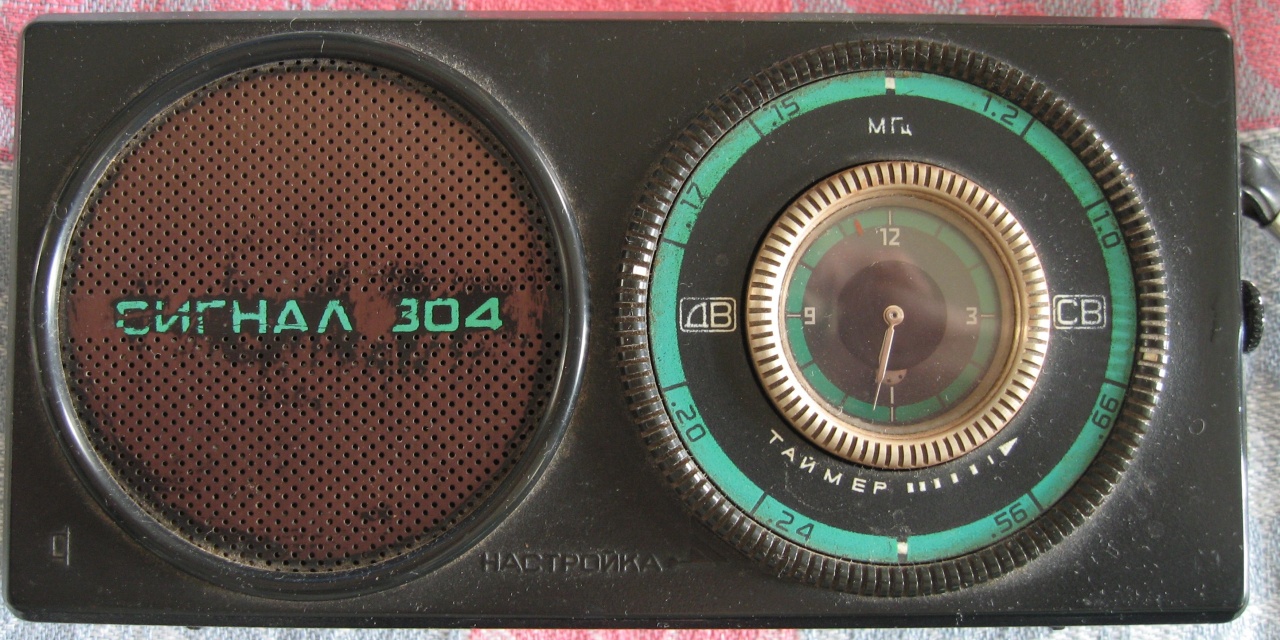 СИГНАЛ 304
МГц
.15
1.2
.17
1.0
12
9
3
ДВ
СВ
.20
.66
ТАЙМЕР
.24
.56
НАСТРОЙКА